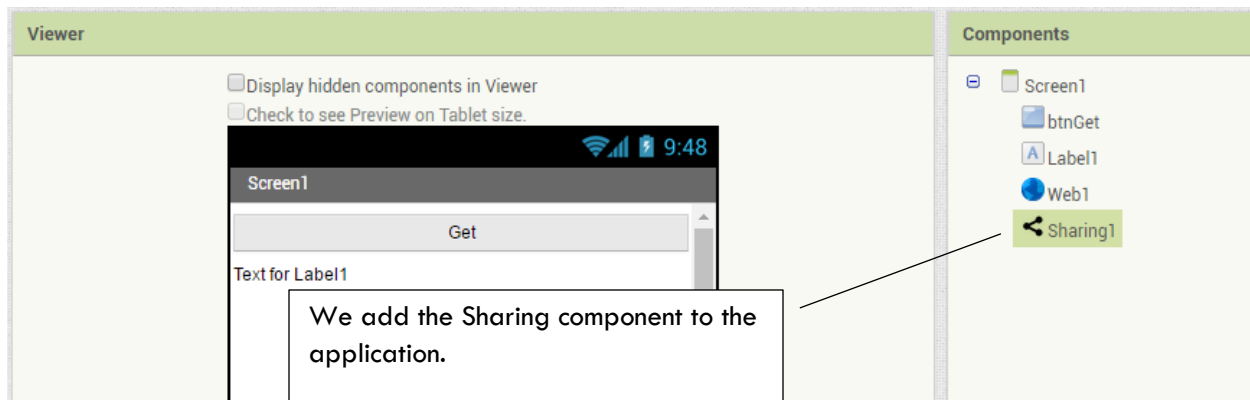 Viewer
Display hidden components in Viewer
Check to see Preview on Tablet size.
9:48
Screen1
Get
Text for Label1
We add the Sharing component to the
application.
Components
Screen1
btnGet
A Label1
Web1
Sharing1